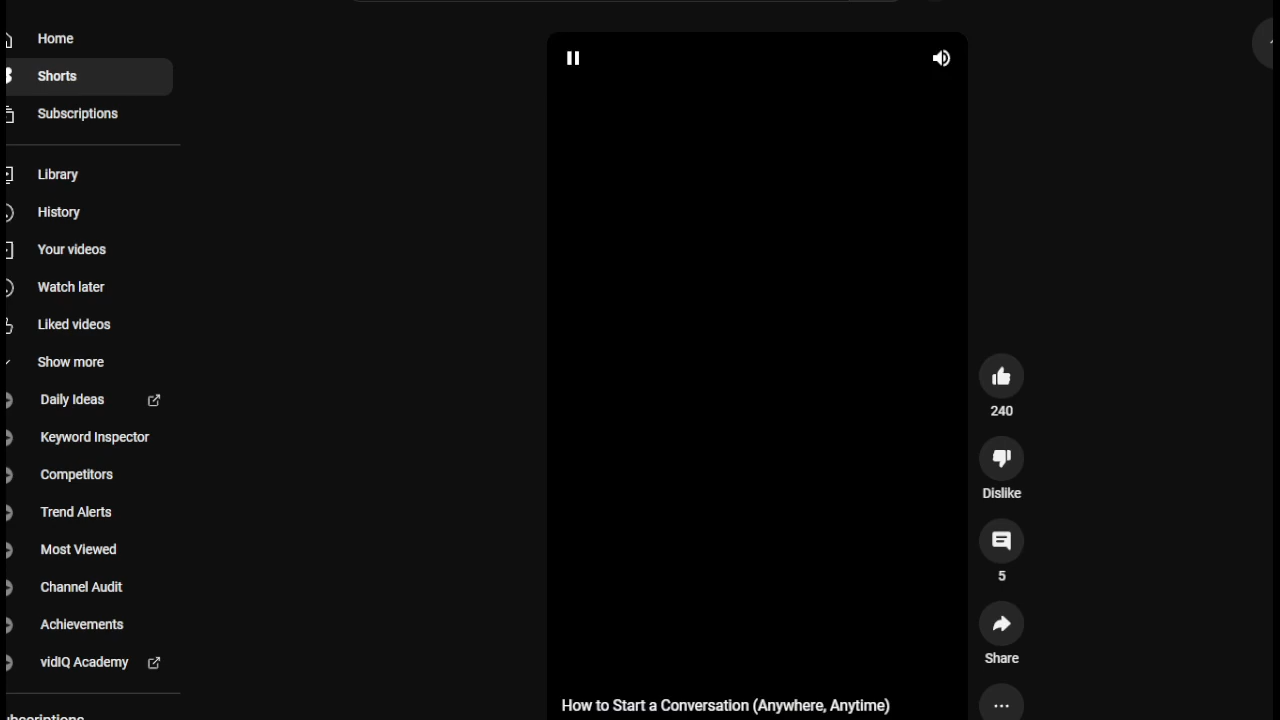 Home
Shorts
Subscriptions
Library
History
Your videos
Watch later
Liked videos
Show more
Daily Ideas
Keyword Inspector
Competitors
Trend Alerts
Most Viewed
Channel Audit
Achievements
vidIQ Academy
ubscriptions
240
Dislike
5
Share
How to Start a Conversation (Anywhere, Anytime)